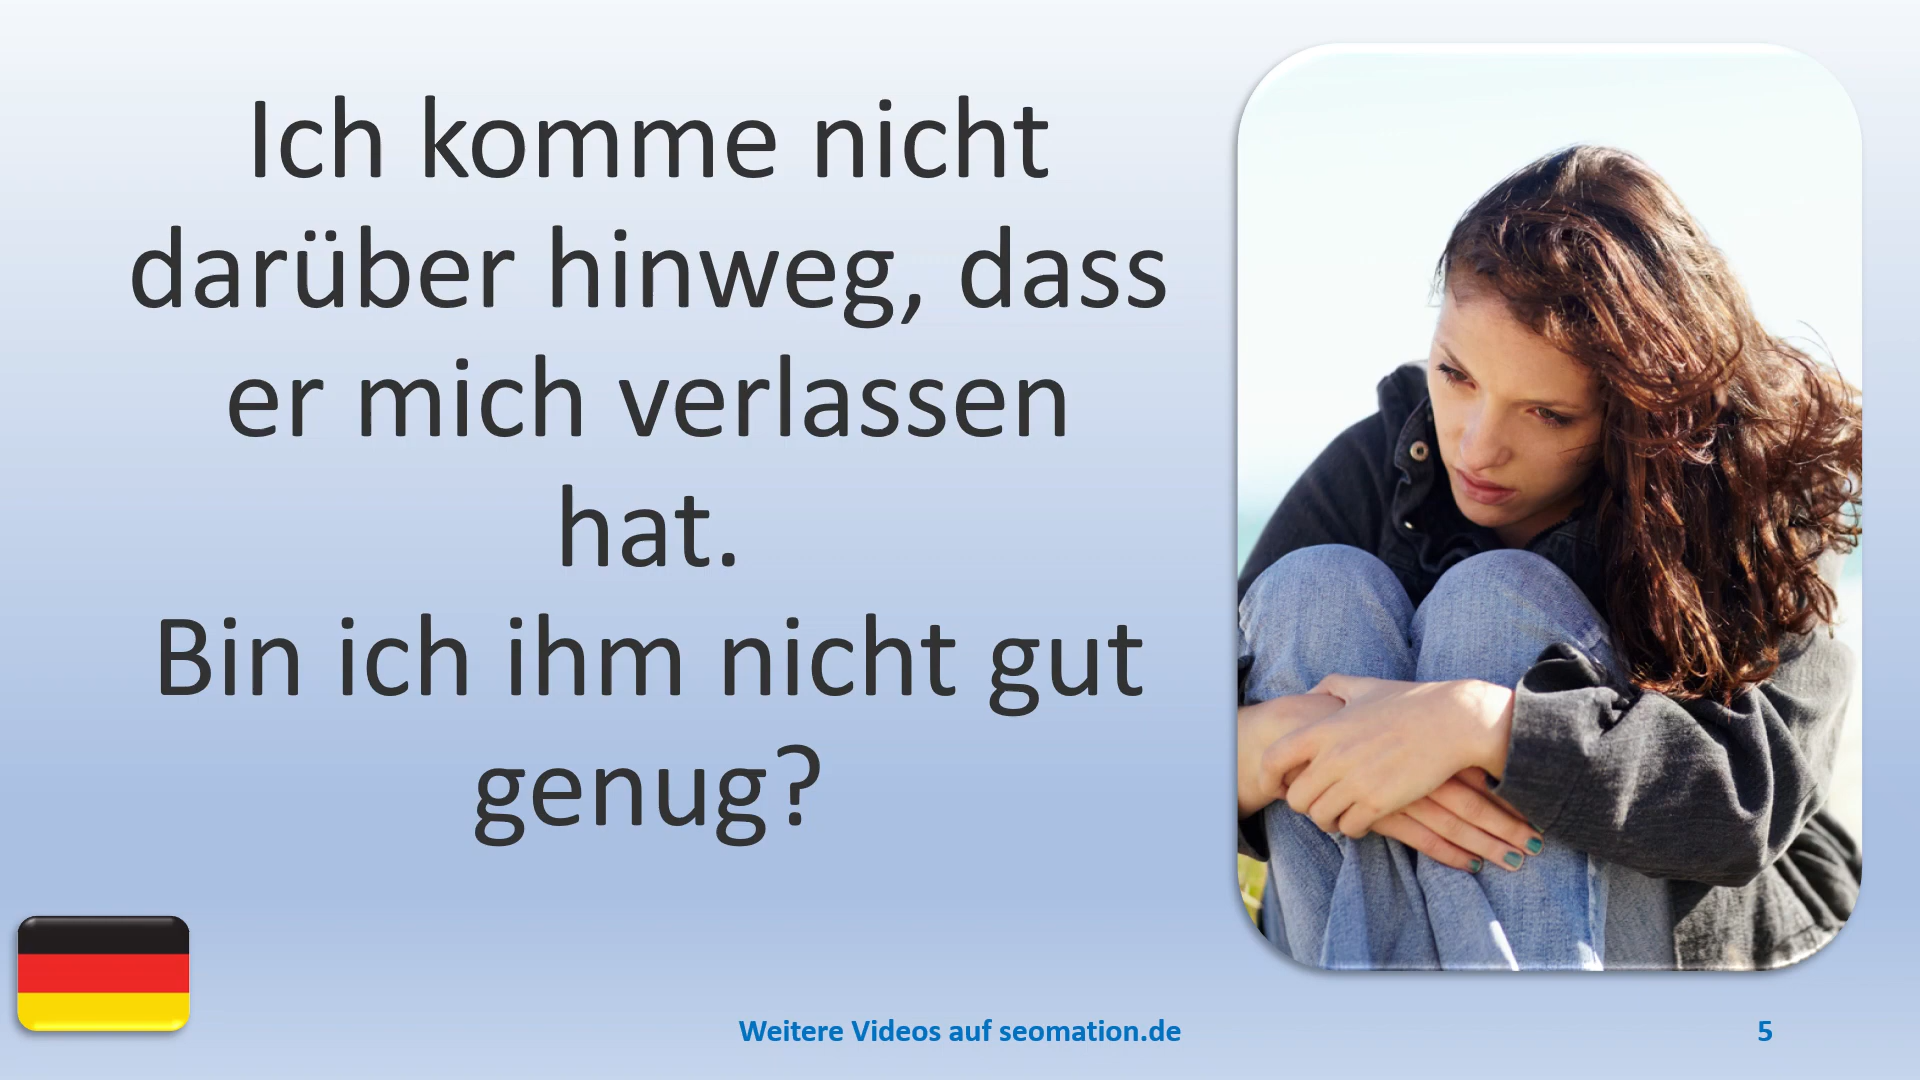 Ich komme nicht
darüber hinweg, dass
er mich verlassen
hat.
Bin ich ihm nicht gut
genug?
Weitere Videos auf seomation.de
5